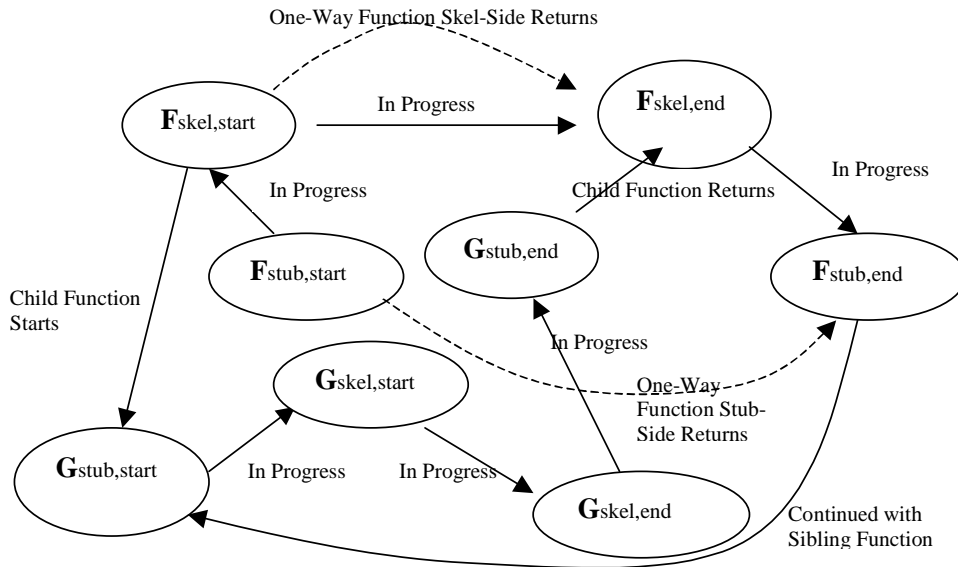 One-Way Function Skel-Side Returns
Fskel,start
In Progress
Fskel,end
In Progress
Child Function Returns
In Progress
Fstub,start
Gstub,end
Fstub,end
Child Function
Starts
In Progress
Gskel,start
One-Way
Function Stub-
Side Returns
Gstub,start
In Progress
In Progress
Gskel,end
Continued with
Sibling Function